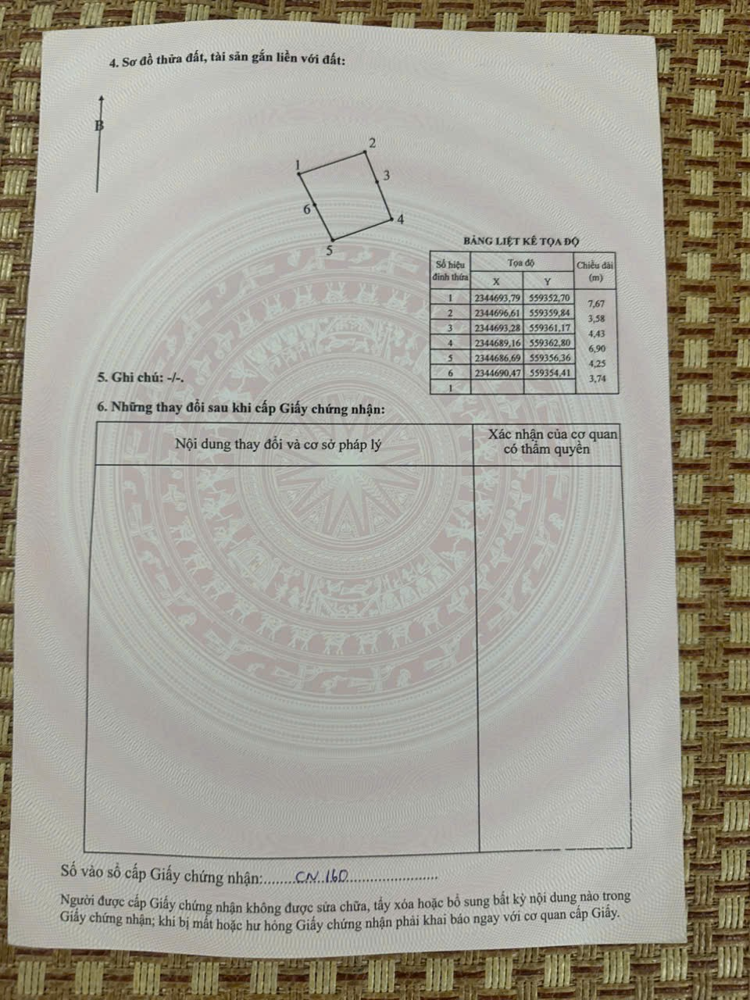 4. Sơ đồ thửa đất, tài sản gắn liền với đất:
B
2
1
3
6
4
5
BẢNG LIỆT KÊ TỌA ĐỘ
Số hiệu đỉnh thửa Tọa độ Chiều dài (m)
X Y
1 2344693,79 559352,70
7,67
2 2344696,61 559359,84
3,58
3 2344693,28 559361,17
4,43
4 2344689,16 559362,80
6,90
5 2344686,69 559356,36
4,25
6 2344690,47 559354,41
3,74
1
5. Ghi chú: -/-.
6. Những thay đổi sau khi cấp Giấy chứng nhận:
Nội dung thay đổi và cơ sở pháp lý
Xác nhận của cơ quan
có thẩm quyền
Số vào sổ cấp Giấy chứng nhận:........CN.160......................
Người được cấp Giấy chứng nhận không được sửa chữa, tẩy xóa hoặc bổ sung bất kỳ nội dung nào trong
Giấy chứng nhận; khi bị mất hoặc hư hỏng Giấy chứng nhận phải khai báo ngay với cơ quan cấp Giấy.